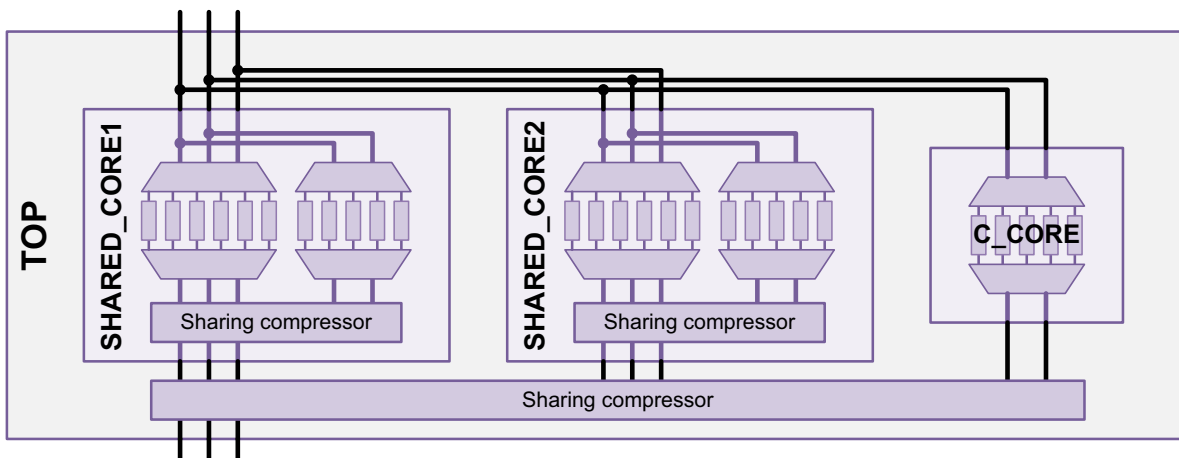 TOP
SHARED_CORE1
Sharing compressor
SHARED_CORE2
Sharing compressor
C_CORE
Sharing compressor